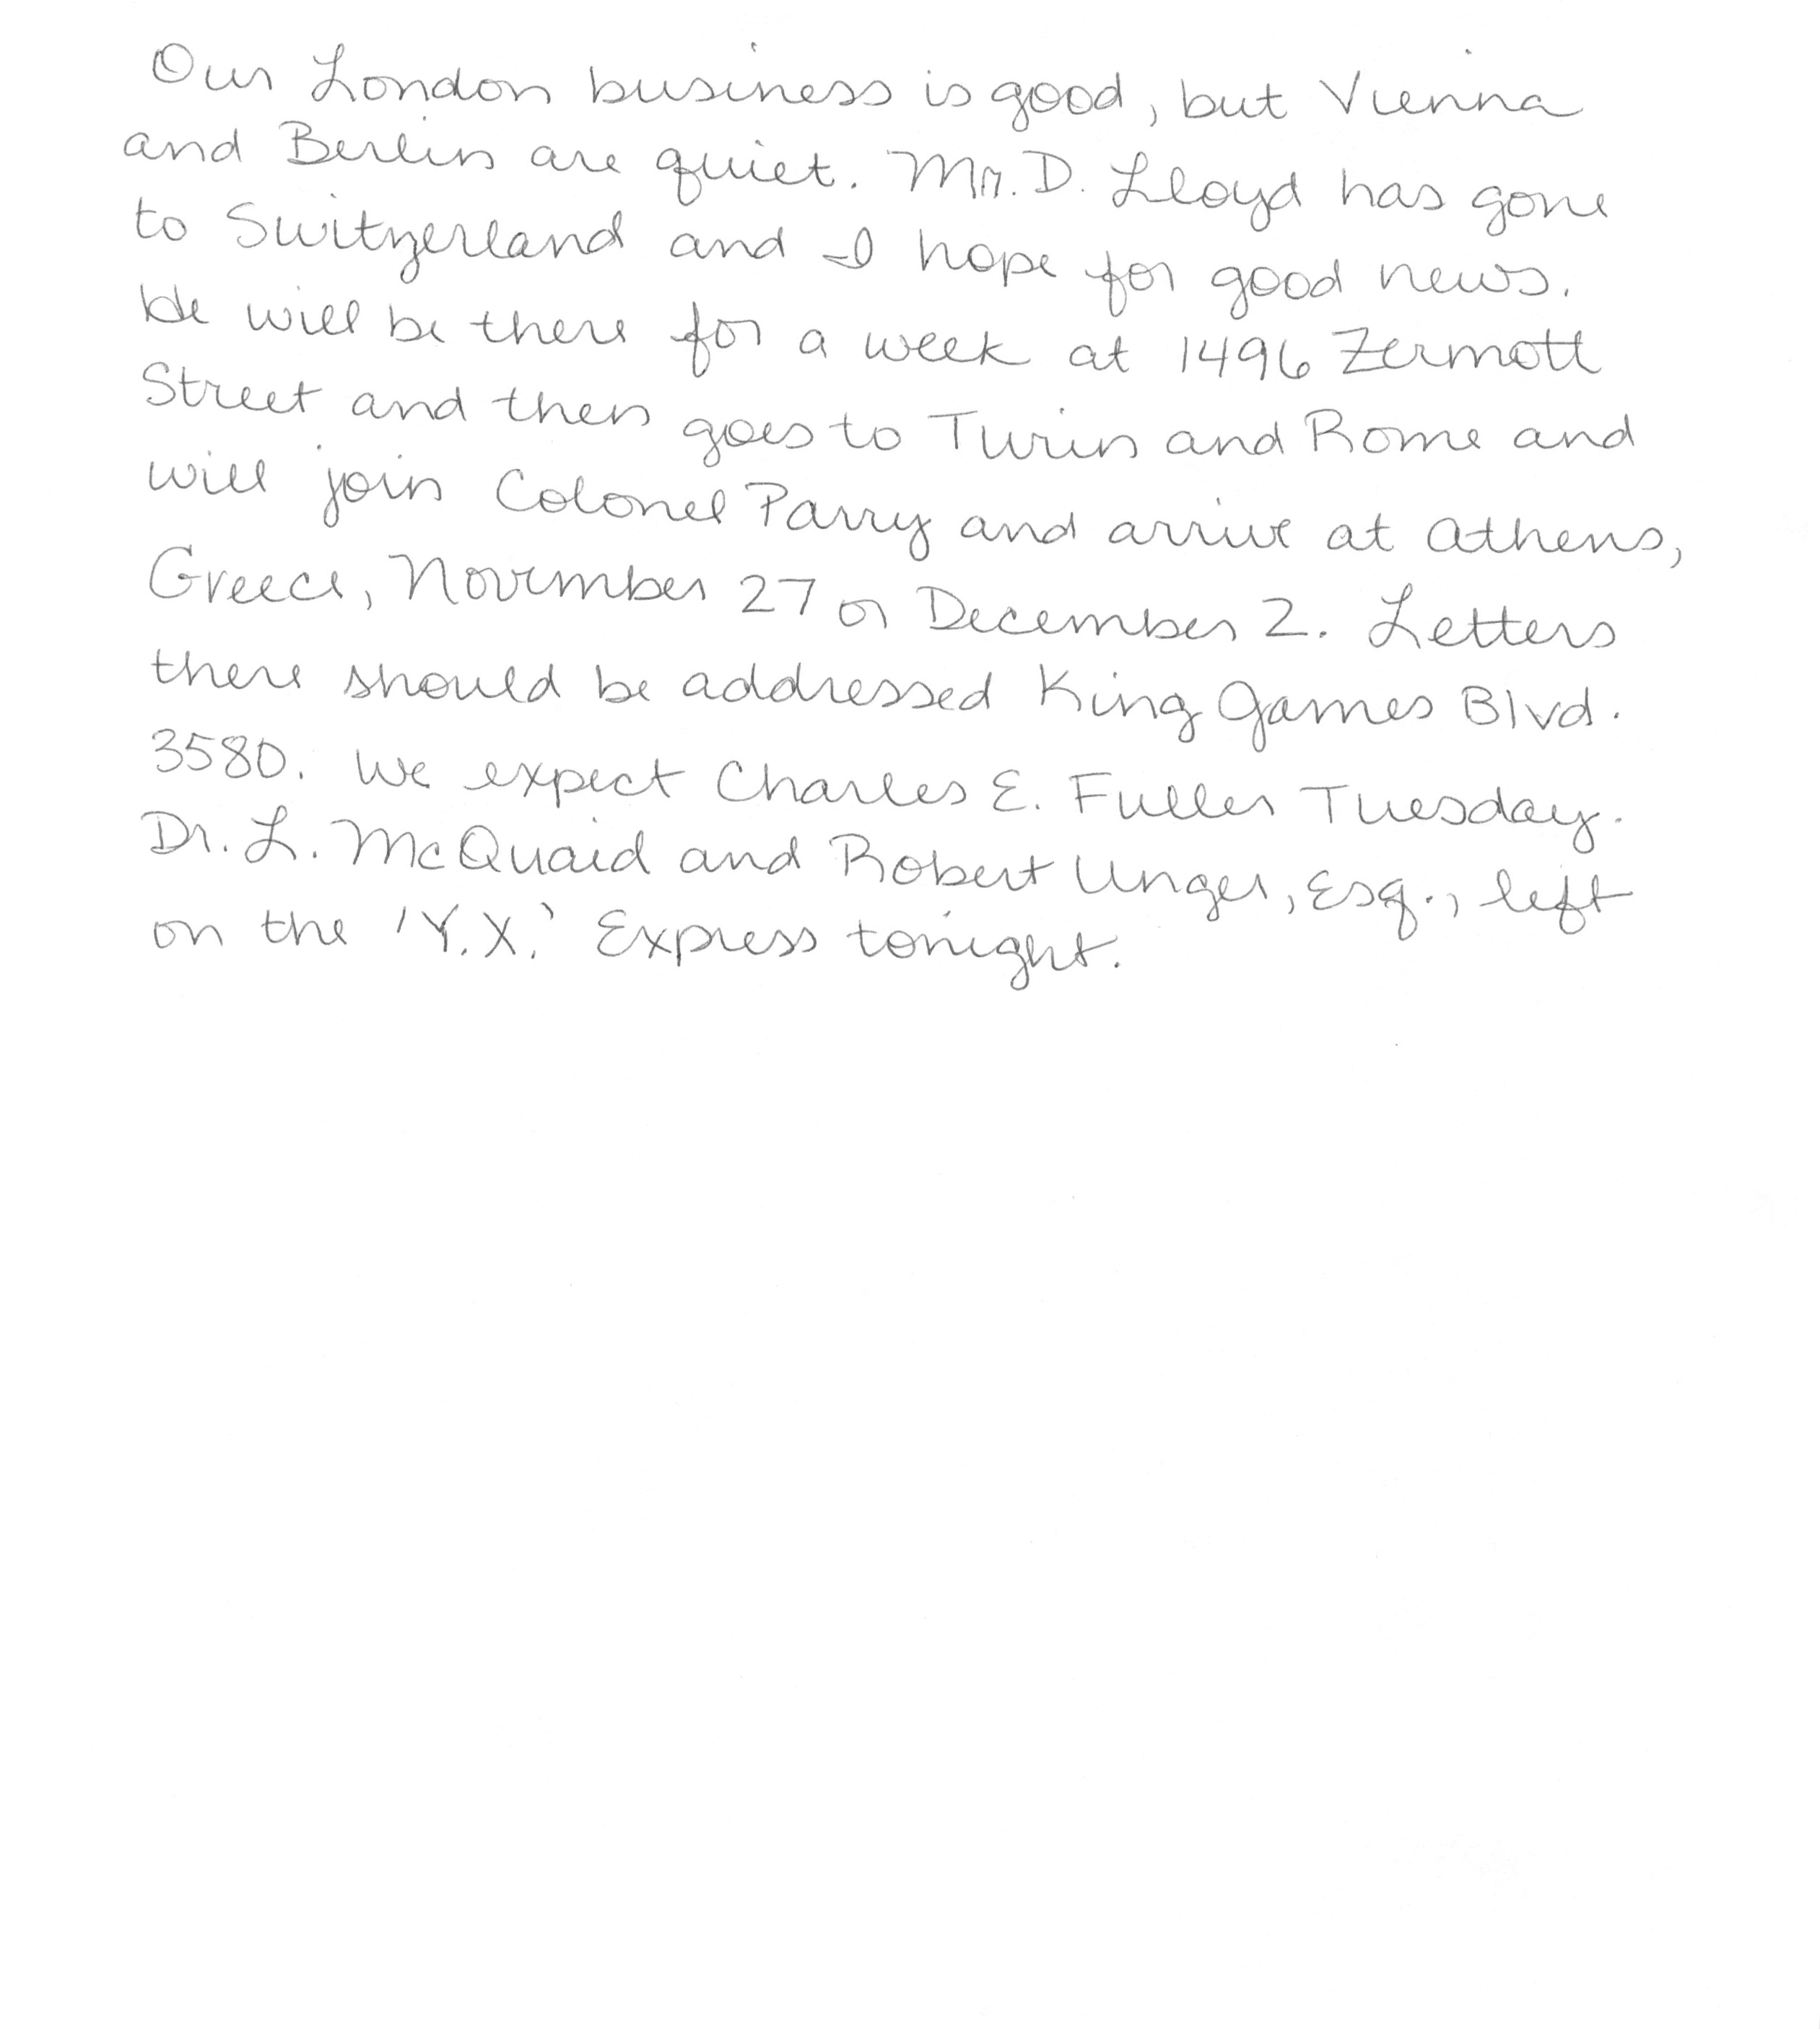 Our London business is good, but Vienna
and Berlin are quiet. Mr. D. Lloyd has gone
to Switzerland and I hope for good news.
He will be there for a week at 1496 Zermott
Street and then goes to Turin and Rome and
will join Colonel Parry and arrive at Athens,
Greece, November 27 or December 2. Letters
there should be addressed King James Blvd.
3580. We expect Charles E. Fuller Tuesday.
Dr. L. McQuaid and Robert Unger, Esq., left
on the 'Y.X.' Express tonight.